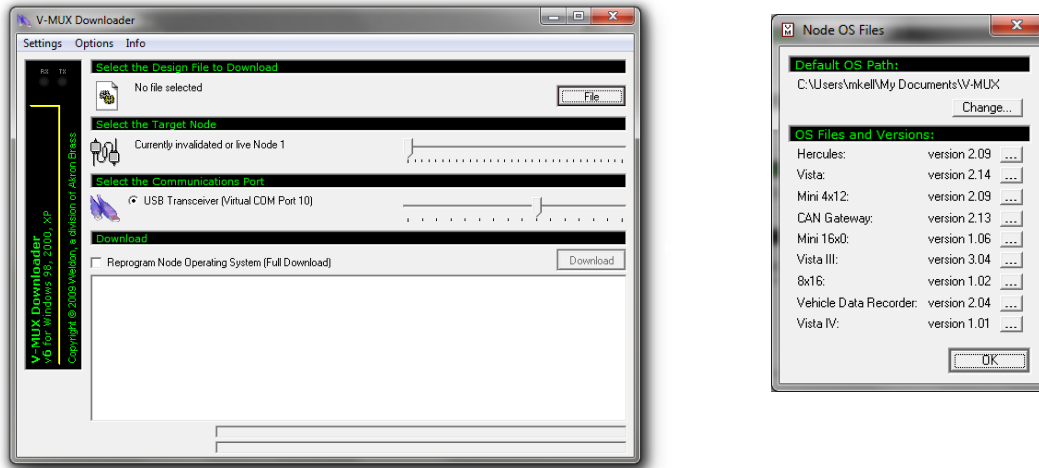 V-MUX Downloader
Settings Options Info
RX TX
Select the Design File to Download
No file selected
File
Select the Target Node
Currently invalidated or live Node 1
Select the Communications Port
USB Transceiver (Virtual COM Port 10)
Download
Reprogram Node Operating System (Full Download)
Download
V-MUX Downloader
v6 for Windows 98, 2000, XP
Copyright © 2009 Weldon, a division of Akron Brass
Node OS Files
Default OS Path:
C:\Users\mkell\My Documents\V-MUX
Change...
OS Files and Versions:
Hercules: version 2.09 ...
Vista: version 2.14 ...
Mini 4x12: version 2.09 ...
CAN Gateway: version 2.13 ...
Mini 16x0: version 1.06 ...
Vista III: version 3.04 ...
8x16: version 1.02 ...
Vehicle Data Recorder: version 2.04 ...
Vista IV: version 1.01 ...
OK